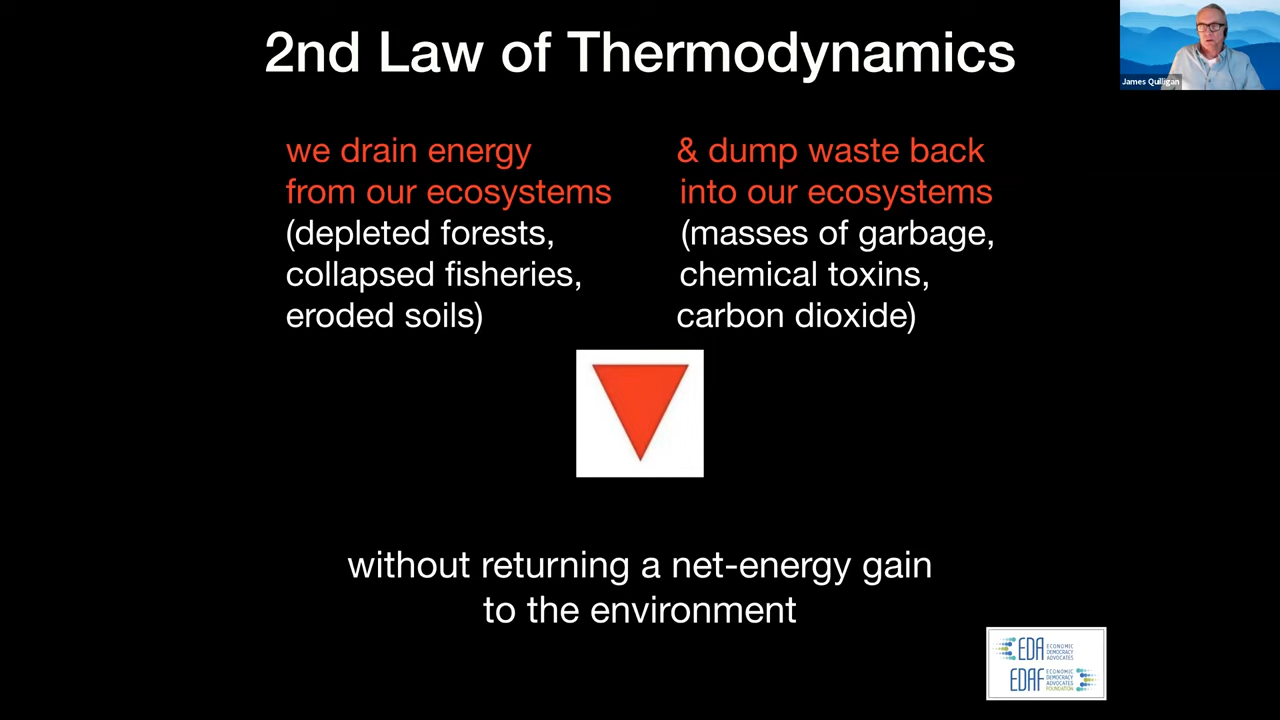 2nd Law of Thermodynamics
James Quilligan
we drain energy
from our ecosystems
(depleted forests,
collapsed fisheries,
eroded soils)
& dump waste back
into our ecosystems
(masses of garbage,
chemical toxins,
carbon dioxide)
without returning a net-energy gain
to the environment
EDA
ECONOMIC
DEMOCRACY
ADVOCATES
EDAF
ECONOMIC
DEMOCRACY
ADVOCATES
FOUNDATION